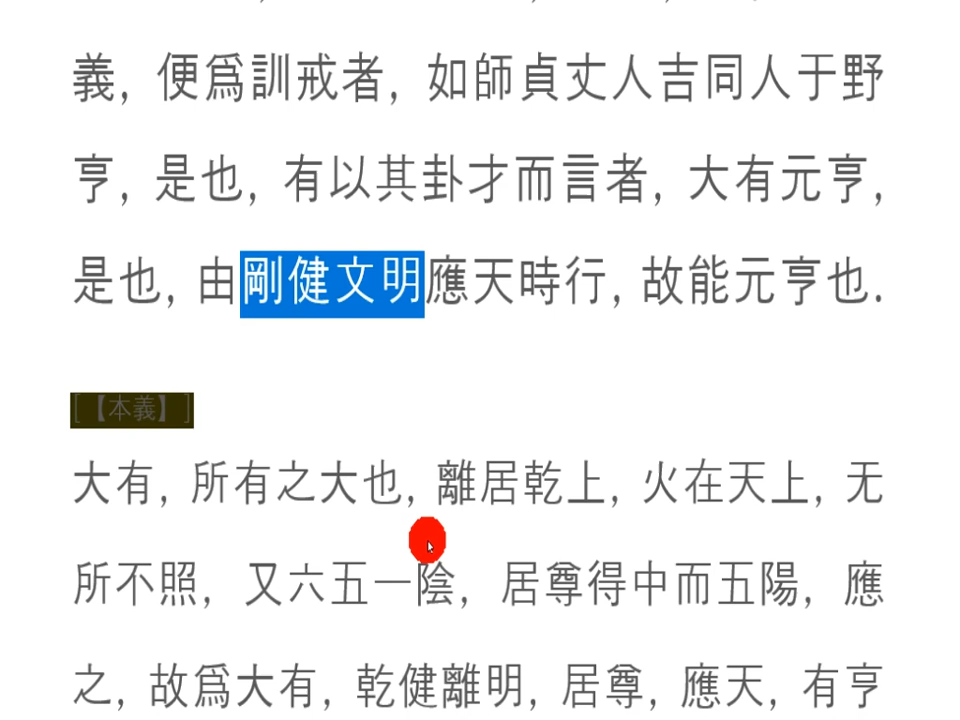 義, 便爲訓戒者, 如師貞丈人吉同人于野
亨, 是也, 有以其卦才而言者, 大有元亨,
是也, 由剛健文明應天時行, 故能元亨也.
[【本義】]
大有, 所有之大也, 離居乾上, 火在天上, 无
所不照, 又六五一陰, 居尊得中而五陽, 應
之, 故爲大有, 乾健離明, 居尊, 應天, 有亨